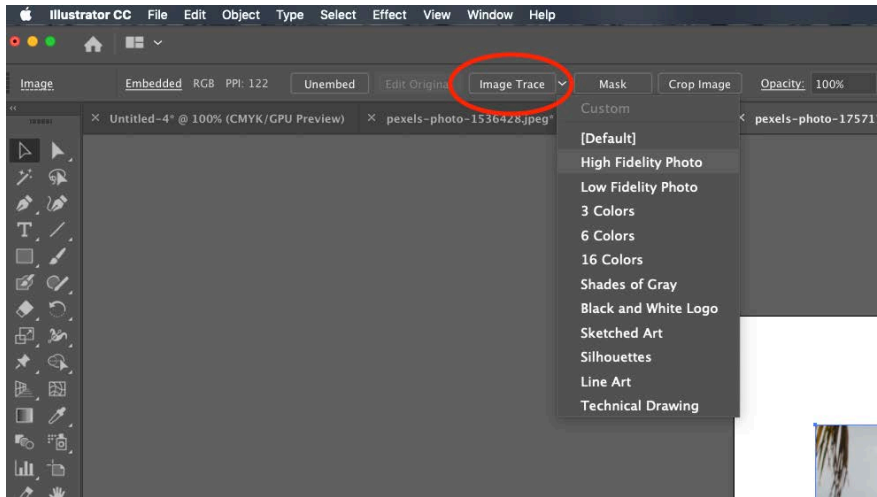 Illustrator CC File Edit Object Type Select Effect View Window Help
Image Embedded RGB PPI: 122 Unembed Edit Origina Image Trace Mask Crop Image Opacity: 100%
× Untitled-4* @ 100% (CMYK/GPU Preview) × pexels-photo-1536428.jpeg* × pexels-photo-17571
Custom
[Default]
High Fidelity Photo
Low Fidelity Photo
3 Colors
6 Colors
16 Colors
Shades of Gray
Black and White Logo
Sketched Art
Silhouettes
Line Art
Technical Drawing